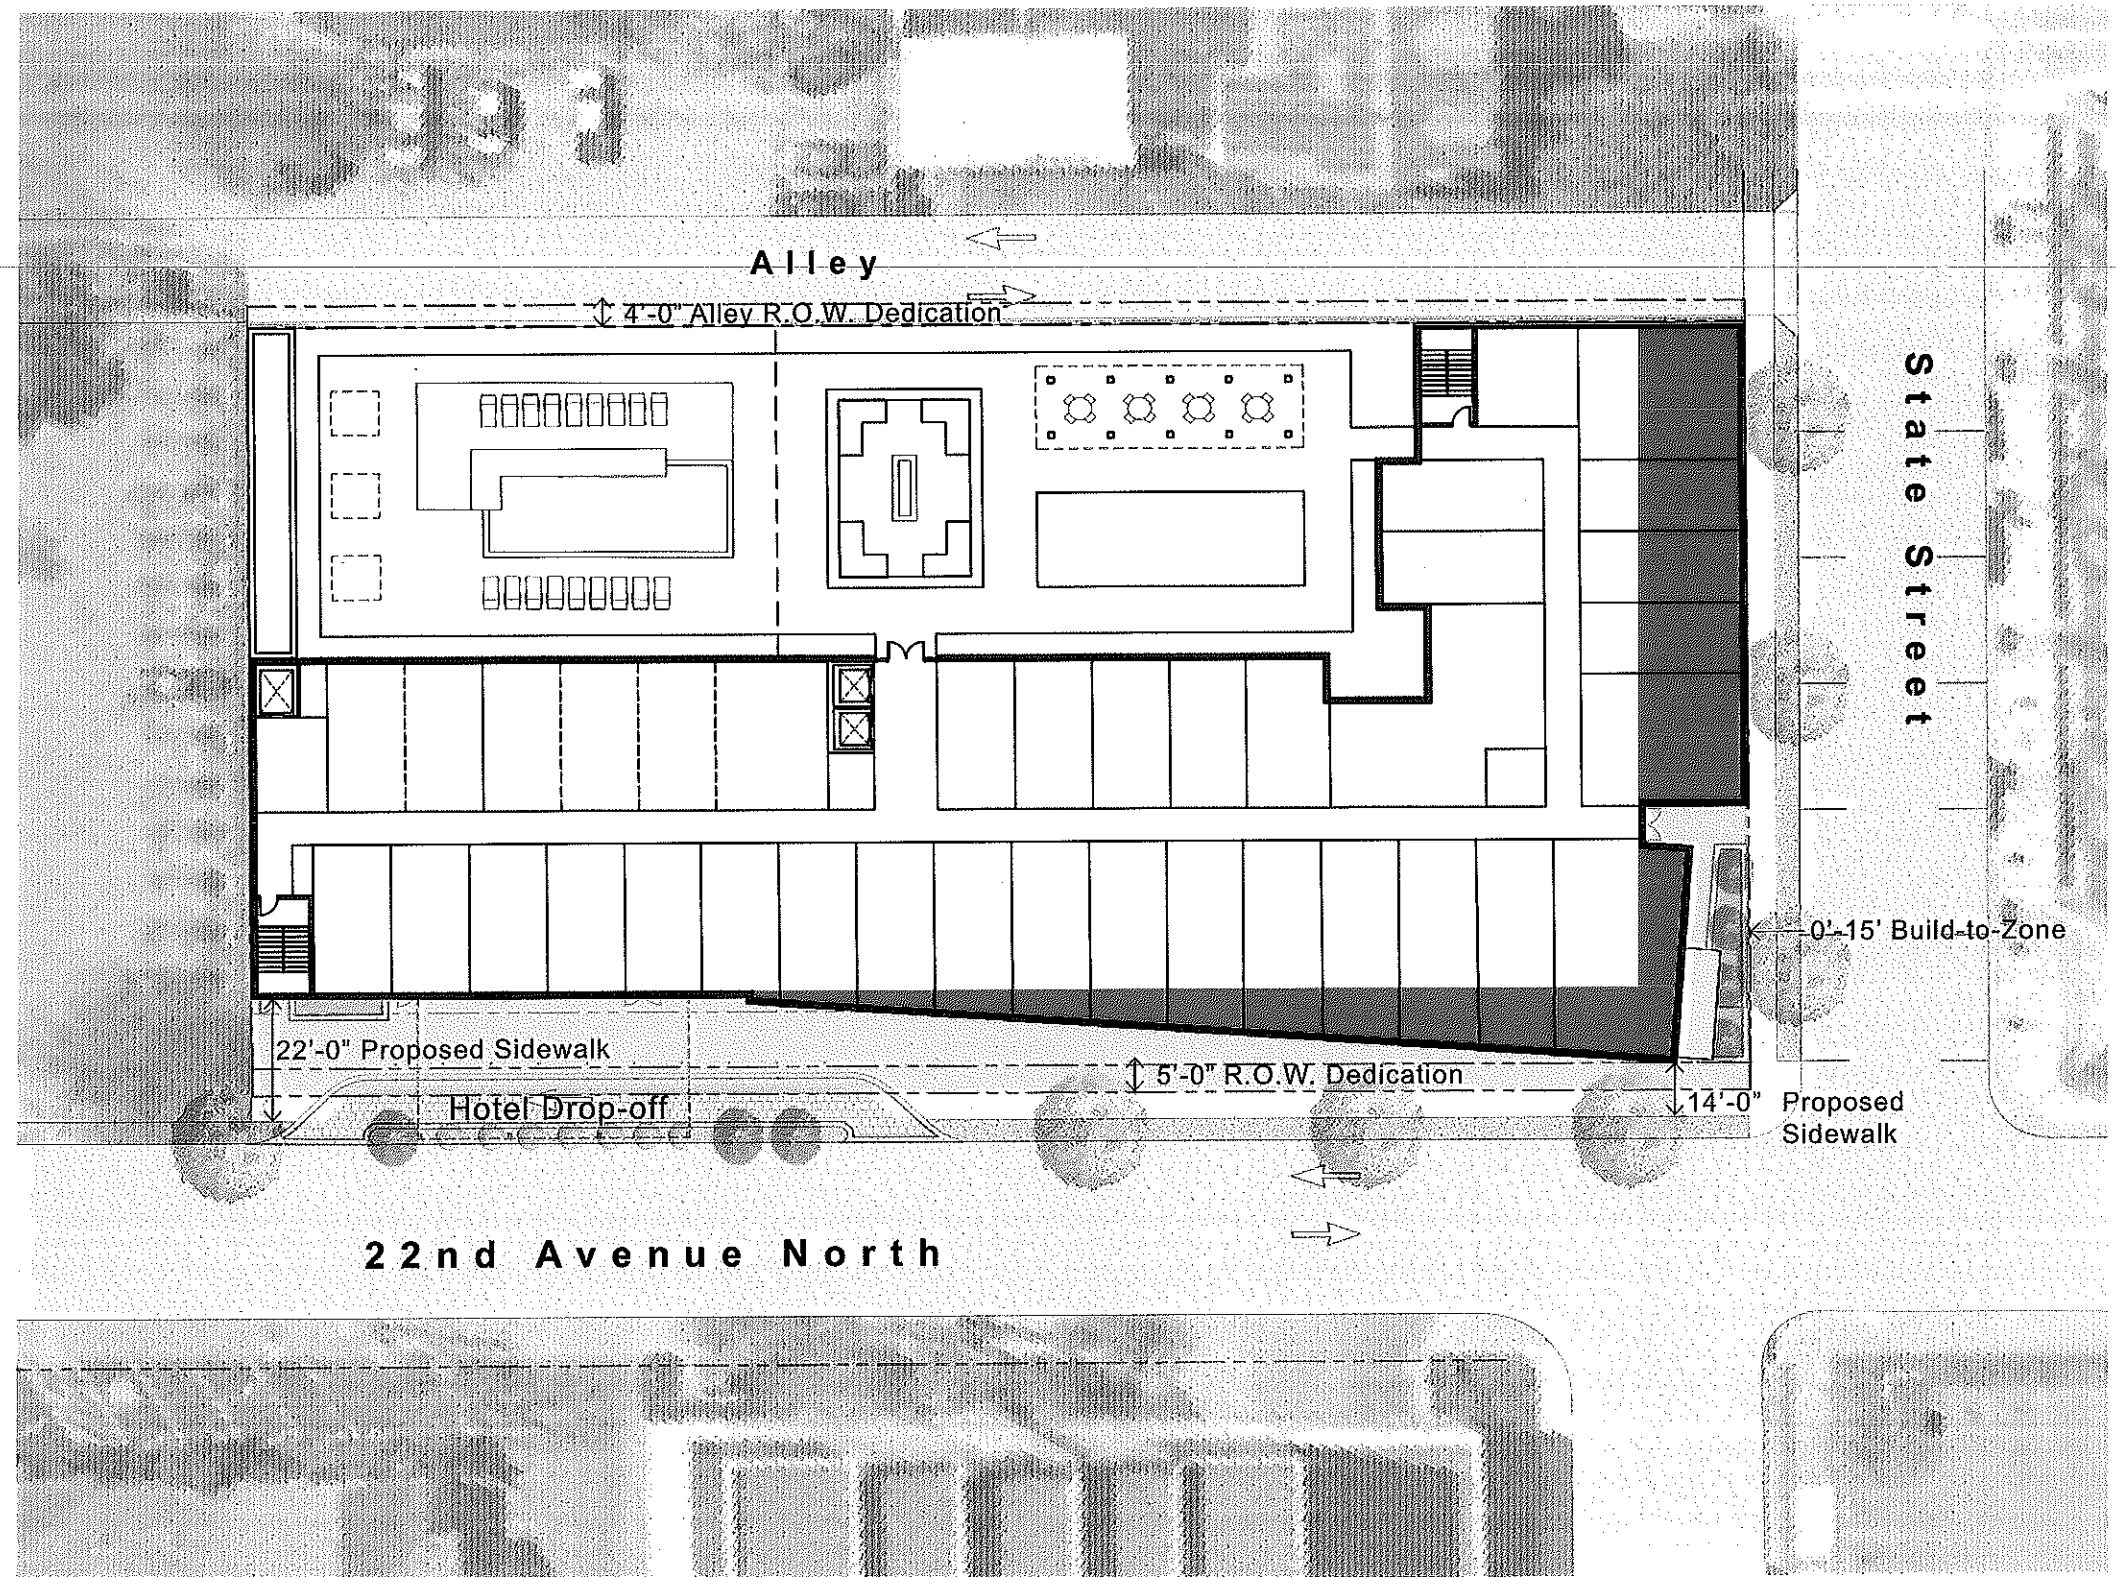 Alley
4'-0" Alley R.O.W. Dedication
State Street
0'-15' Build-to-Zone
22'-0" Proposed Sidewalk
5'-0" R.O.W. Dedication
Hotel Drop-off
14'-0" Proposed
Sidewalk
22nd Avenue North